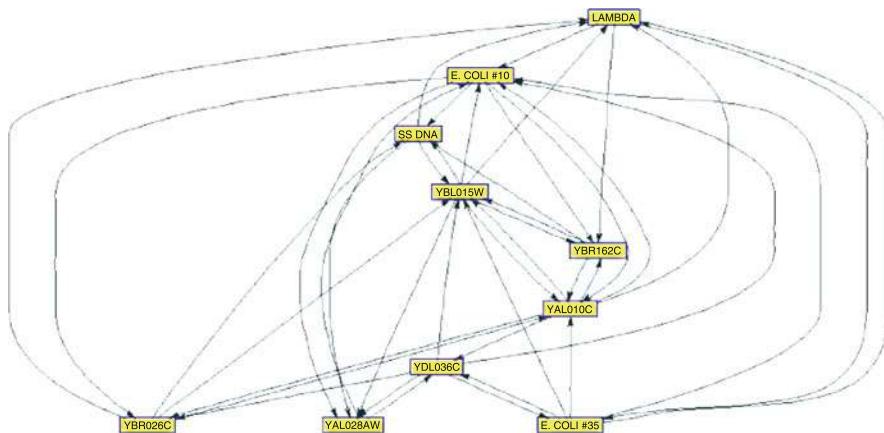 LAMBDA
E. COLI #10
SS DNA
YBL015W
YBR162C
YAL010C
YDL036C
YBR026C
YAL028AW
E. COLI #35